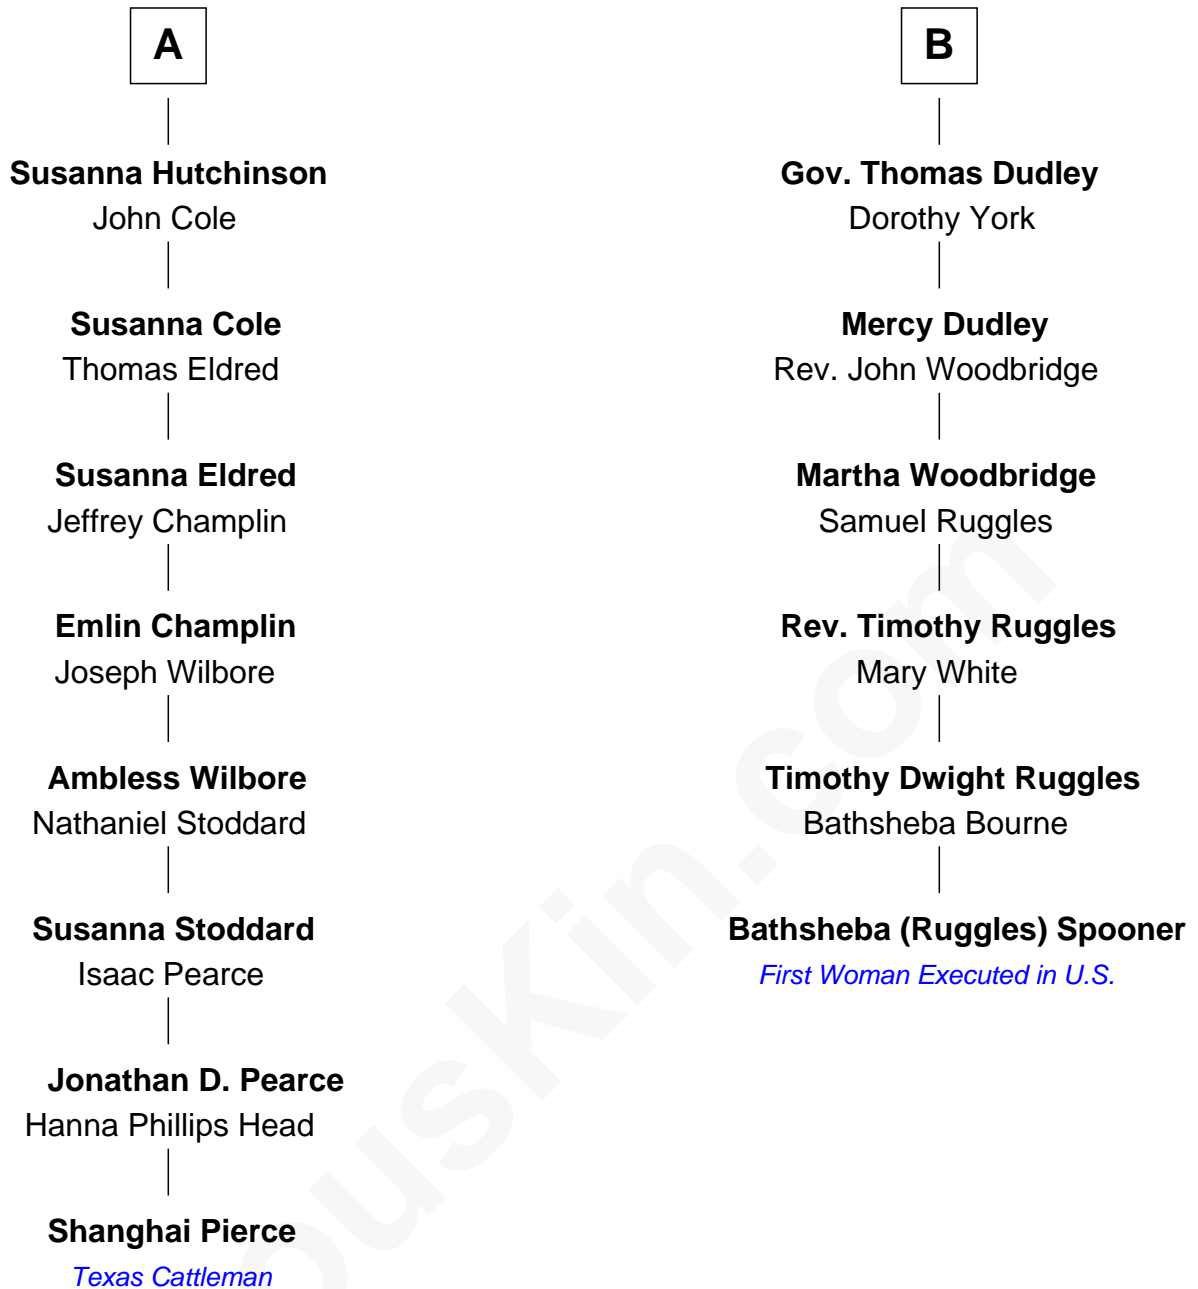 A
Susanna Hutchinson
John Cole
Susanna Cole
Thomas Eldred
Susanna Eldred
Jeffrey Champlin
Emlin Champlin
Joseph Wilbore
Ambless Wilbore
Nathaniel Stoddard
Susanna Stoddard
Isaac Pearce
Jonathan D. Pearce
Hanna Phillips Head
Shanghai Pierce
Texas Cattleman
B
Gov. Thomas Dudley
Dorothy York
Mercy Dudley
Rev. John Woodbridge
Martha Woodbridge
Samuel Ruggles
Rev. Timothy Ruggles
Mary White
Timothy Dwight Ruggles
Bathsheba Bourne
Bathsheba (Ruggles) Spooner
First Woman Executed in U.S.
ousKin.com